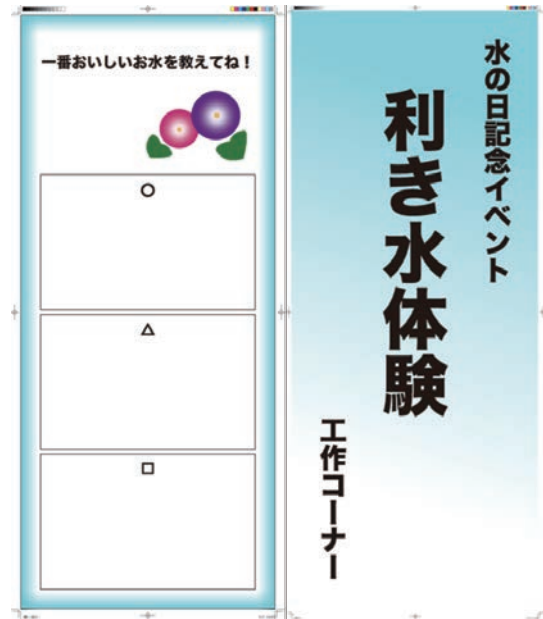 一番おいしいお水を教えてね！
○
△
□
水の日記念イベント
利き水体験
工作コーナー